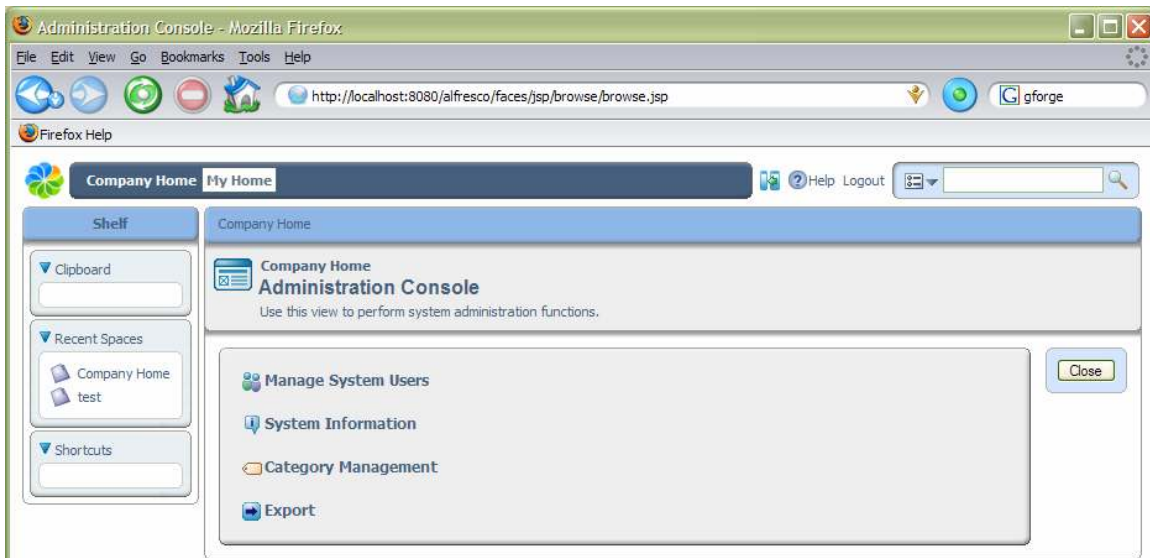 Administration Console - Mozilla Firefox
File Edit View Go Bookmarks Tools Help
http://localhost:8080/alfresco/faces/jsp/browse/browse.jsp
G gforge
Firefox Help
Company Home My Home
? Help Logout
Shelf
Company Home
Clipboard
Recent Spaces
Company Home
test
Shortcuts
Company Home
Administration Console
Use this view to perform system administration functions.
Manage System Users
System Information
Category Management
Export
Close